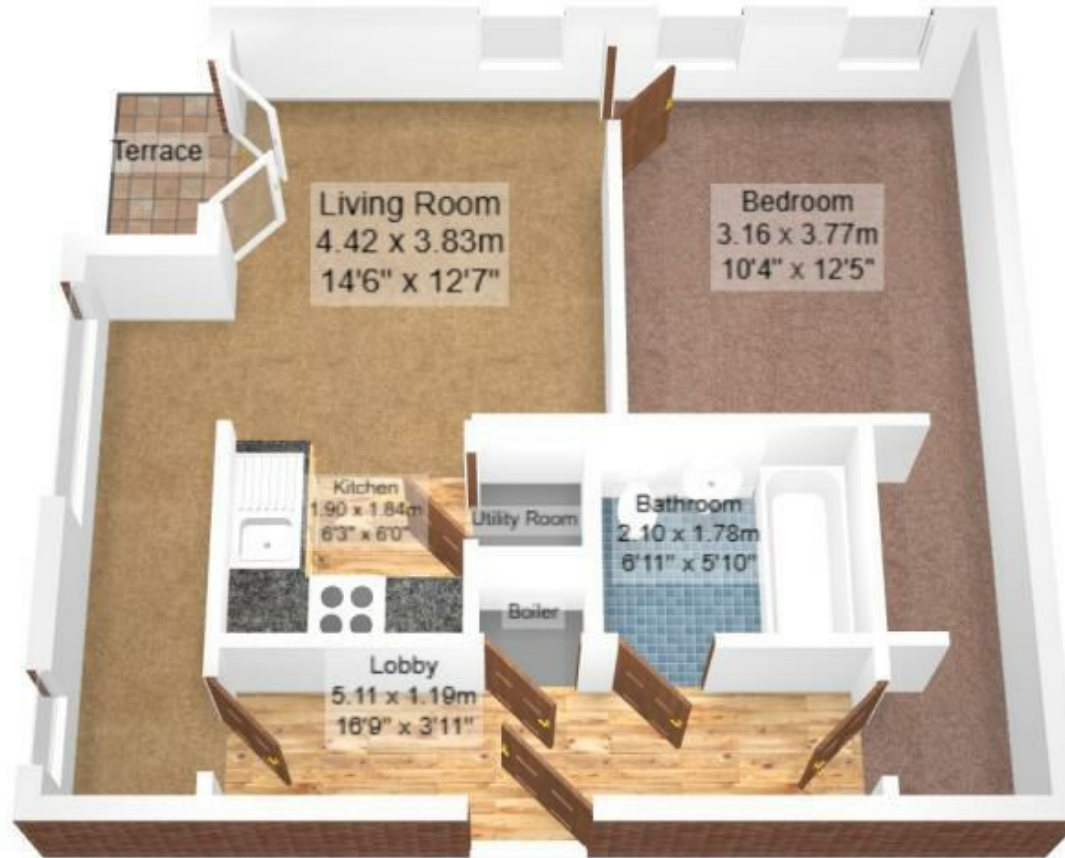 Terrace
Living Room
4.42 x 3.83m
14'6" x 12'7"
Bedroom
3.16 x 3.77m
10'4" x 12'5"
Kitchen
1.90 x 1.84m
6'3" x 6'0"
Utility Room
Bathroom
2.10 x 1.78m
6'11" x 5'10"
Boiler
Lobby
5.11 x 1.19m
16'9" x 3'11"